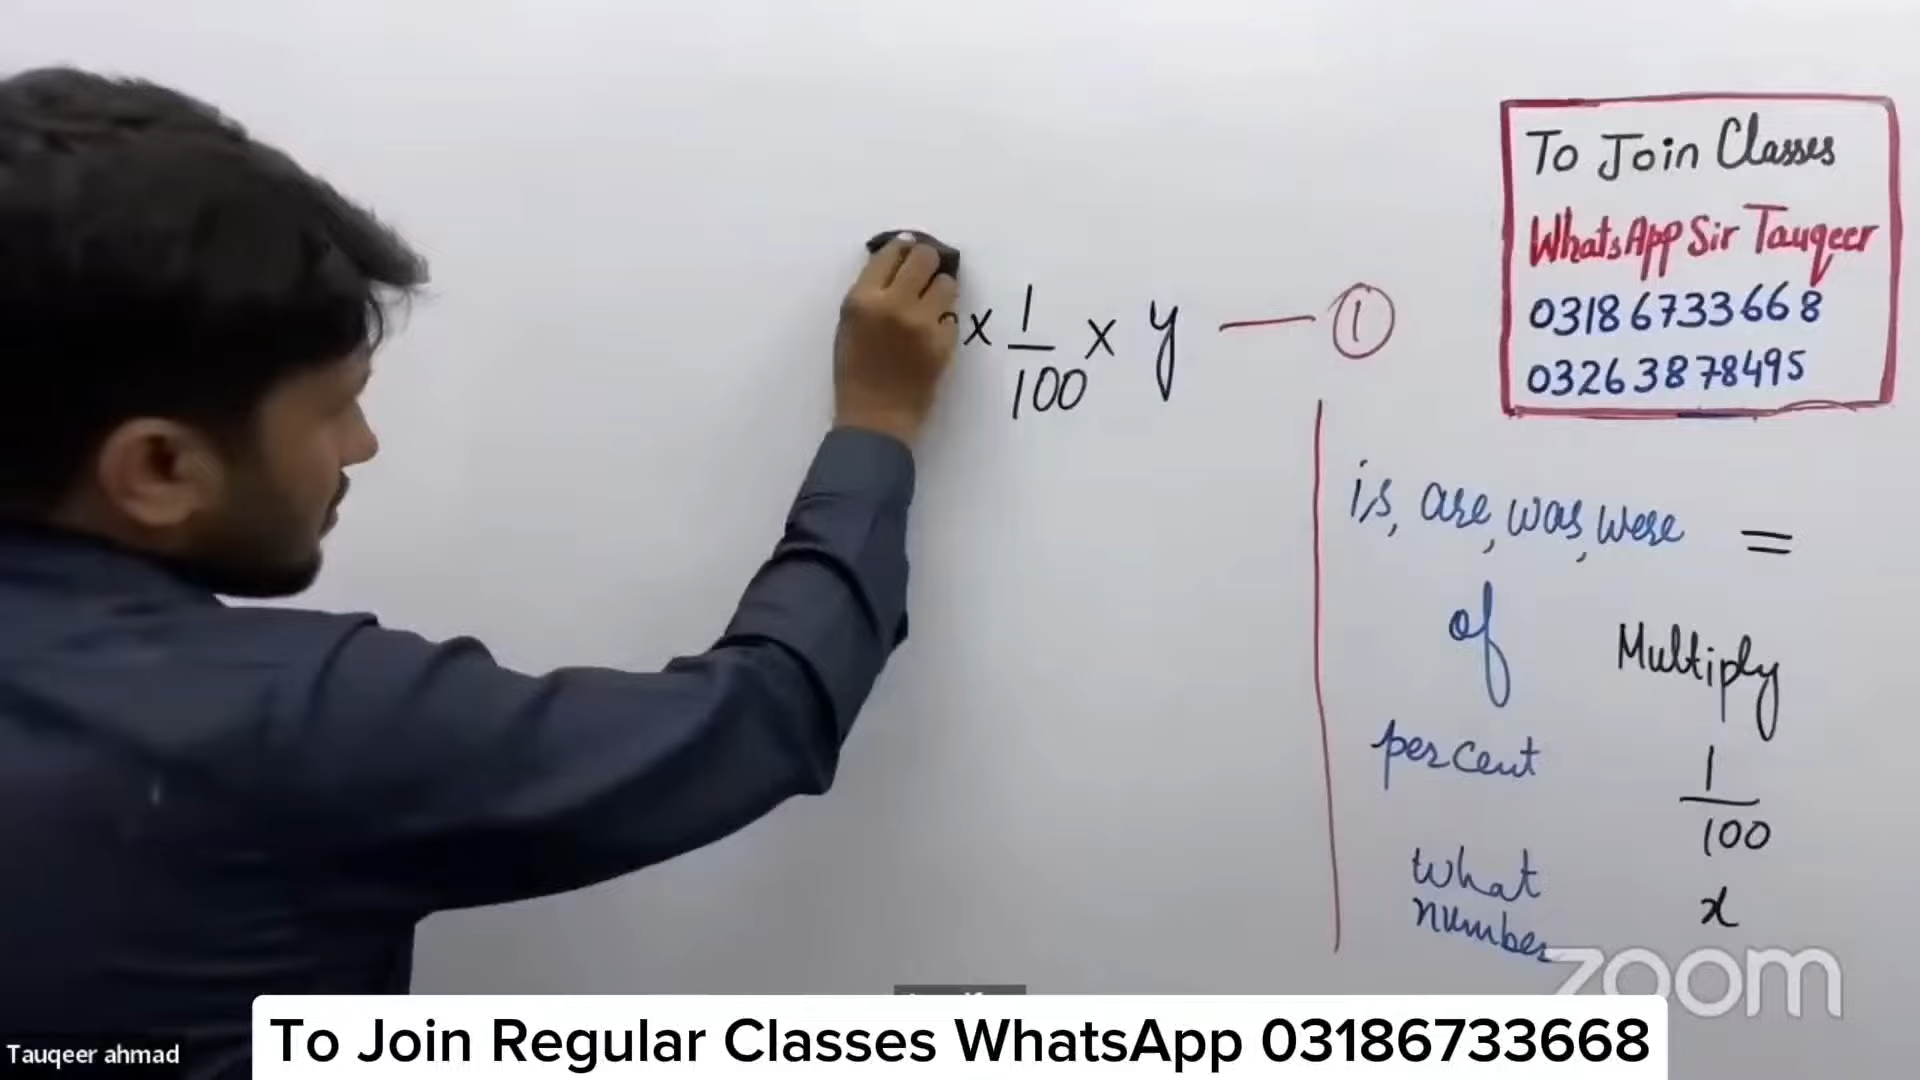 To Join Classes
WhatsApp Sir Tauqeer
03186733668
03263878495
x 1/100 x y — ①
is, are, was, were =
of Multiply
percent 1/100
what number x
zoom
Tauqeer ahmad
To Join Regular Classes WhatsApp 03186733668